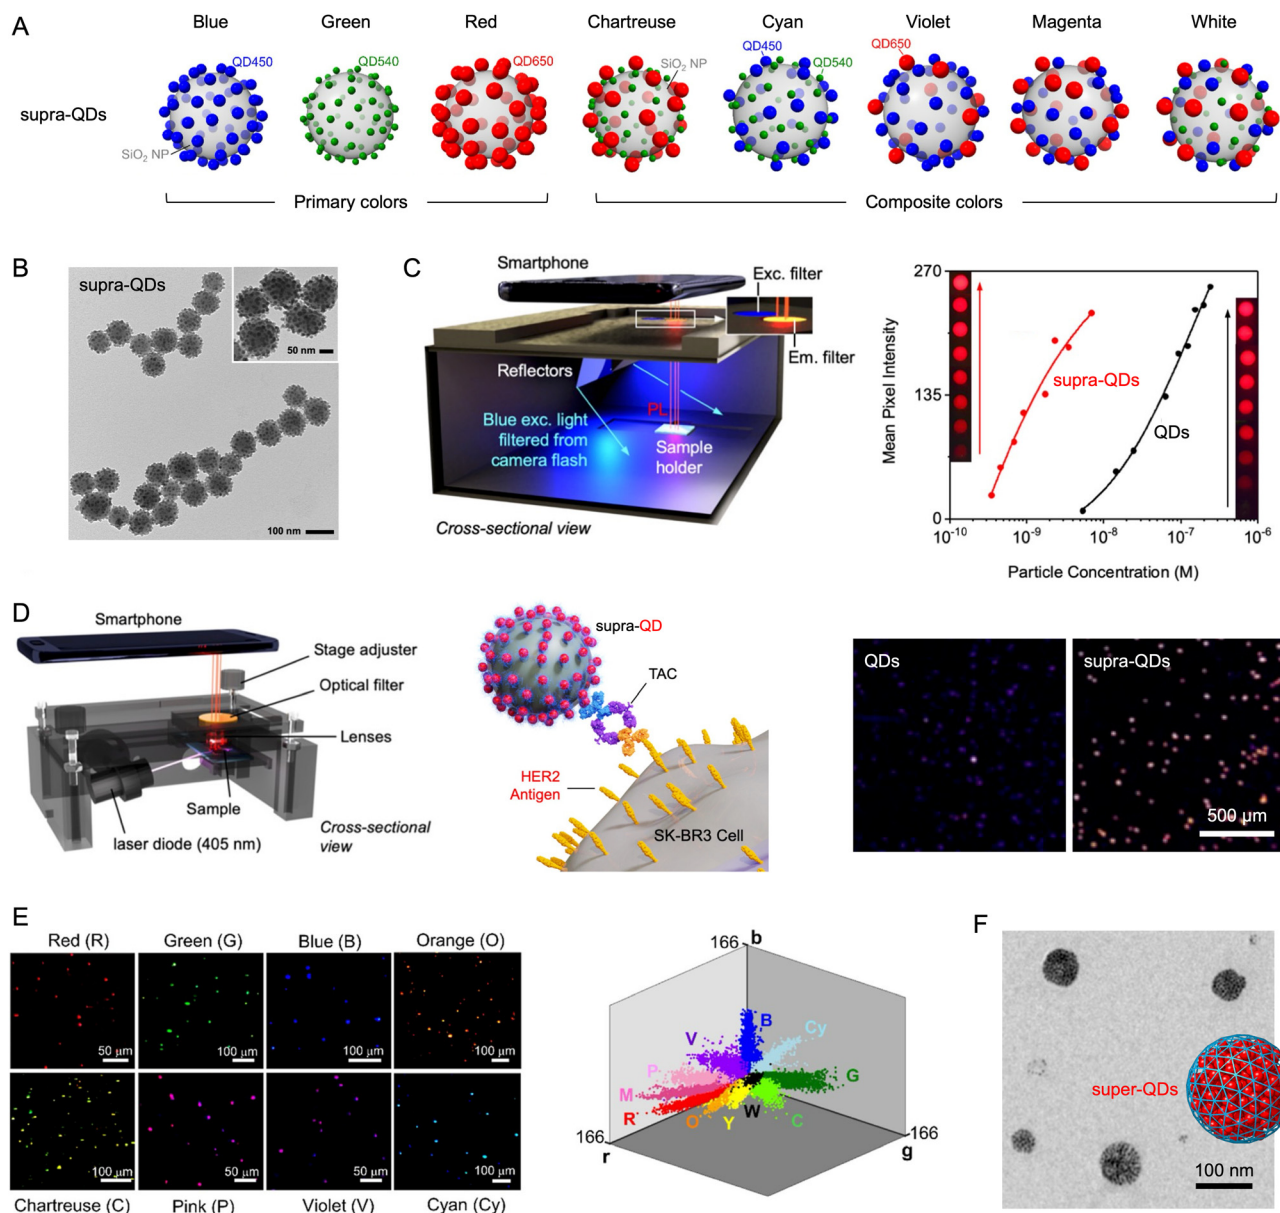 A
Blue
Green
Red
Chartreuse
Cyan
Violet
Magenta
White
supra-QDs
QD450
QD540
QD650
SiO2 NP
QD450
QD540
QD650
SiO2 NP
Primary colors
Composite colors
B
supra-QDs
50 nm
100 nm
C
Smartphone
Exc. filter
Em. filter
Reflectors
PL
Blue exc. light
filtered from
camera flash
Sample
holder
Cross-sectional view
270
135
0
Mean Pixel Intensity
supra-QDs
QDs
10-10
10-9
10-8
10-7
10-6
Particle Concentration (M)
D
Smartphone
Stage adjuster
Optical filter
Lenses
Sample
laser diode (405 nm)
Cross-sectional
view
supra-QD
TAC
HER2
Antigen
SK-BR3 Cell
QDs
supra-QDs
500 µm
E
Red (R)
Green (G)
Blue (B)
Orange (O)
50 µm
100 µm
100 µm
100 µm
100 µm
50 µm
50 µm
100 µm
Chartreuse (C)
Pink (P)
Violet (V)
Cyan (Cy)
166
b
B
Cy
V
P
G
M
R
O
Y
W
C
166
r
166
g
F
super-QDs
100 nm